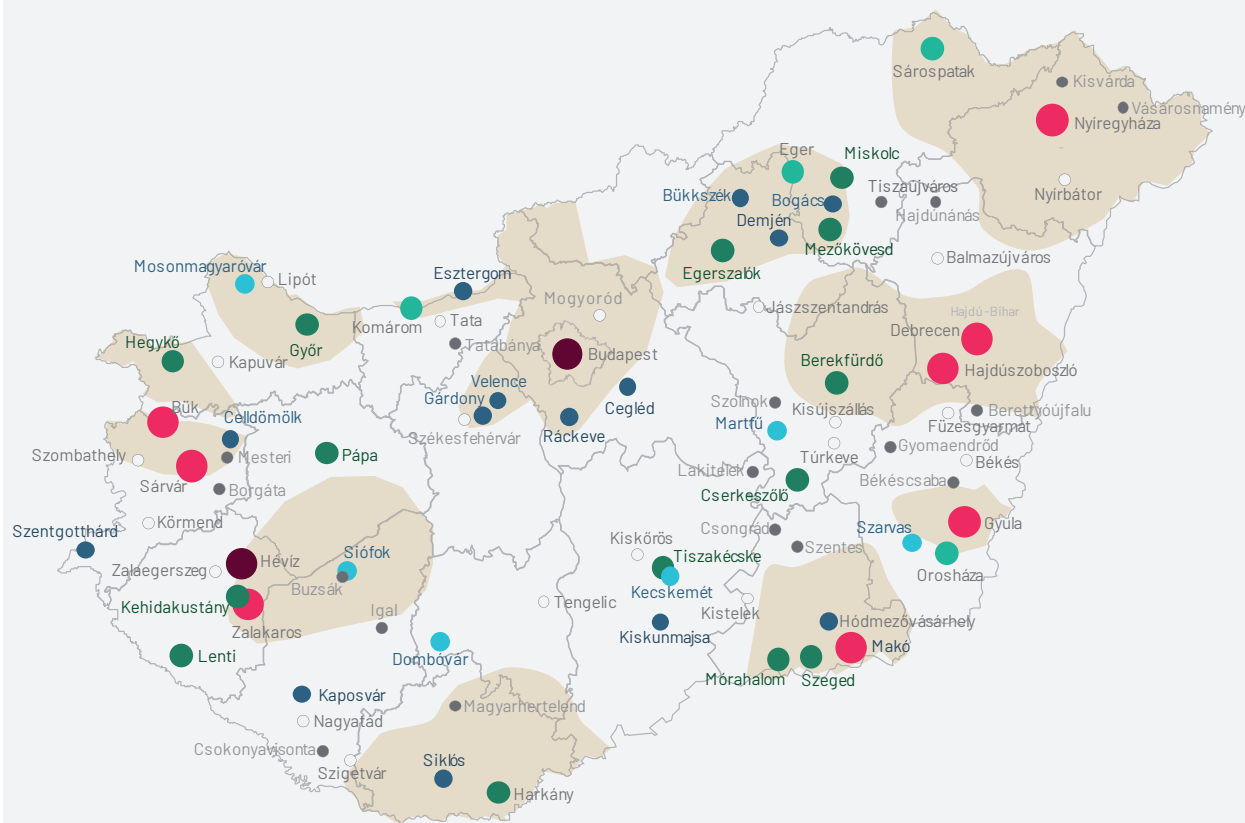 Sárospatak
Kisvárda
Vásárosnamény
Nyíregyháza
Eger
Miskolc
Tiszaújváros
Bükkszék
Bogács
Nyírbátor
Demjén
Hajdúnánás
Mezőkövesd
Balmazújváros
Egerszalók
Mosonmagyaróvár
Lipót
Esztergom
Mogyoród
Jászszentandrás
Hajdú-Bihar
Komárom
Tata
Debrecen
Hegykő
Győr
Tatabánya
Budapest
Kapuvár
Berekfürdő
Hajdúszoboszló
Velence
Gárdony
Cegléd
Szolnok
Kisújszállás
Berettyóújfalu
Bük
Celldömölk
Martfű
Füzesgyarmat
Székesfehérvár
Ráckeve
Gyomaendrőd
Szombathely
Mesteri
Pápa
Túrkeve
Békés
Lakitelek
Sárvár
Borgáta
Cserkeszőlő
Békéscsaba
Körmend
Szentgotthárd
Csongrád
Szarvas
Gyula
Kiskőrös
Szentes
Siófok
Tiszakécske
Hévíz
Zalaegerszeg
Orosháza
Buzsák
Kecskemét
Kehidakustány
Igal
Tengelic
Kistelek
Zalakaros
Kiskunmajsa
Hódmezővásárhely
Makó
Lenti
Dombóvár
Mórahalom
Szeged
Kaposvár
Magyarhertelend
Nagyatád
Csokonyavisonta
Siklós
Szigetvár
Harkány